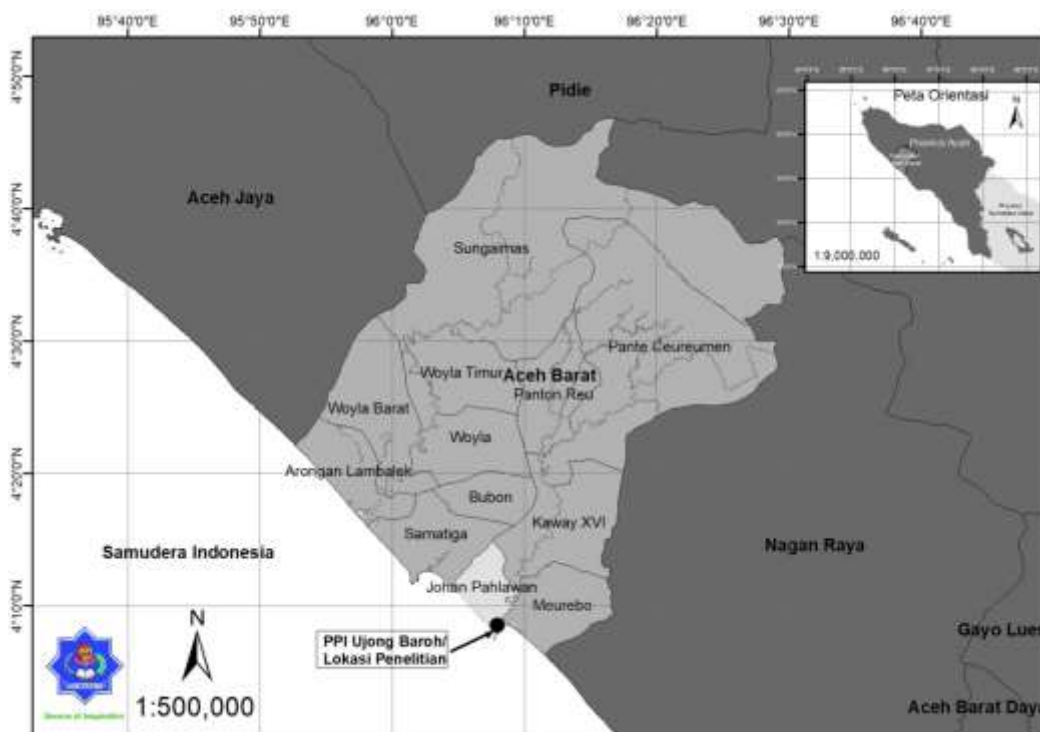 95°40'0"E
95°50'0"E
96°0'0"E
96°10'0"E
96°20'0"E
96°30'0"E
96°40'0"E
4°50'0"N
4°40'0"N
4°30'0"N
4°20'0"N
4°10'0"N
Pidie
Peta Orientasi
N
1:9,000,000
Aceh Jaya
Sungaimas
Pante Ceureumen
Woyla Timur
Aceh Barat
Panton Reu
Woyla Barat
Woyla
Arongan Lambalek
Bubon
Kaway XVI
Samatiga
Samudera Indonesia
Nagan Raya
Johan Pahlawan
Meurebo
N
PPI Ujong Baroh/
Lokasi Penelitian
Gayo Lues
1:500,000
Aceh Barat Daya